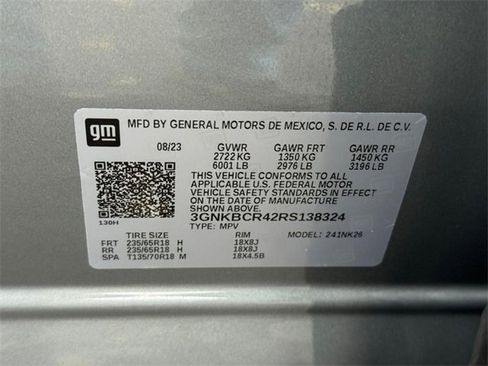 gm
MFD BY GENERAL MOTORS DE MEXICO, S. DE R.L. DE C.V.
08/23 GVWR GAWR FRT GAWR RR
2722 KG 1350 KG 1450 KG
6001 LB 2976 LB 3196 LB
THIS VEHICLE CONFORMS TO ALL
APPLICABLE U.S. FEDERAL MOTOR
VEHICLE SAFETY STANDARDS IN EFFECT
ON THE DATE OF MANUFACTURE SHOWN ABOVE.
3GNKBCR42RS138324
130H TYPE: MPV
TIRE SIZE RIM MODEL: 241NK26
FRT 235/65R18 H 18X8J
RR 235/65R18 H 18X8J
SPA T135/70R18 M 18X4.5B